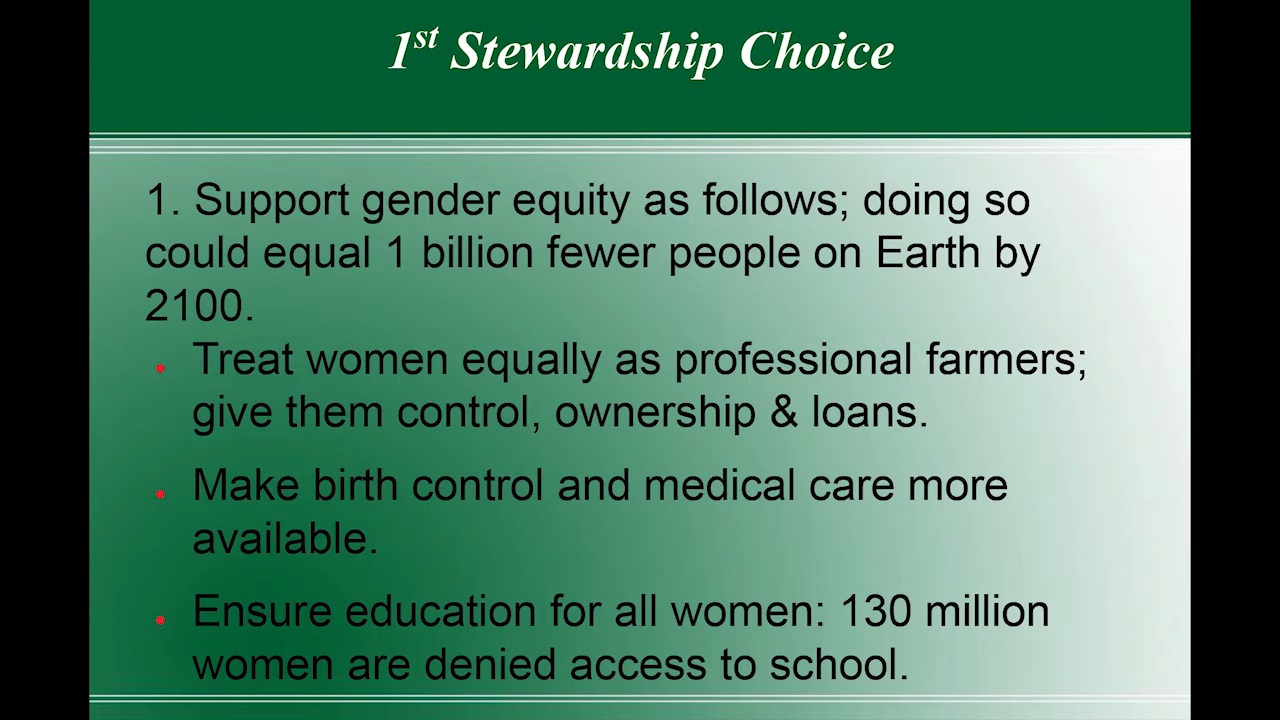 1st Stewardship Choice
1. Support gender equity as follows; doing so
could equal 1 billion fewer people on Earth by
2100.
Treat women equally as professional farmers;
give them control, ownership & loans.
Make birth control and medical care more
available.
Ensure education for all women: 130 million
women are denied access to school.